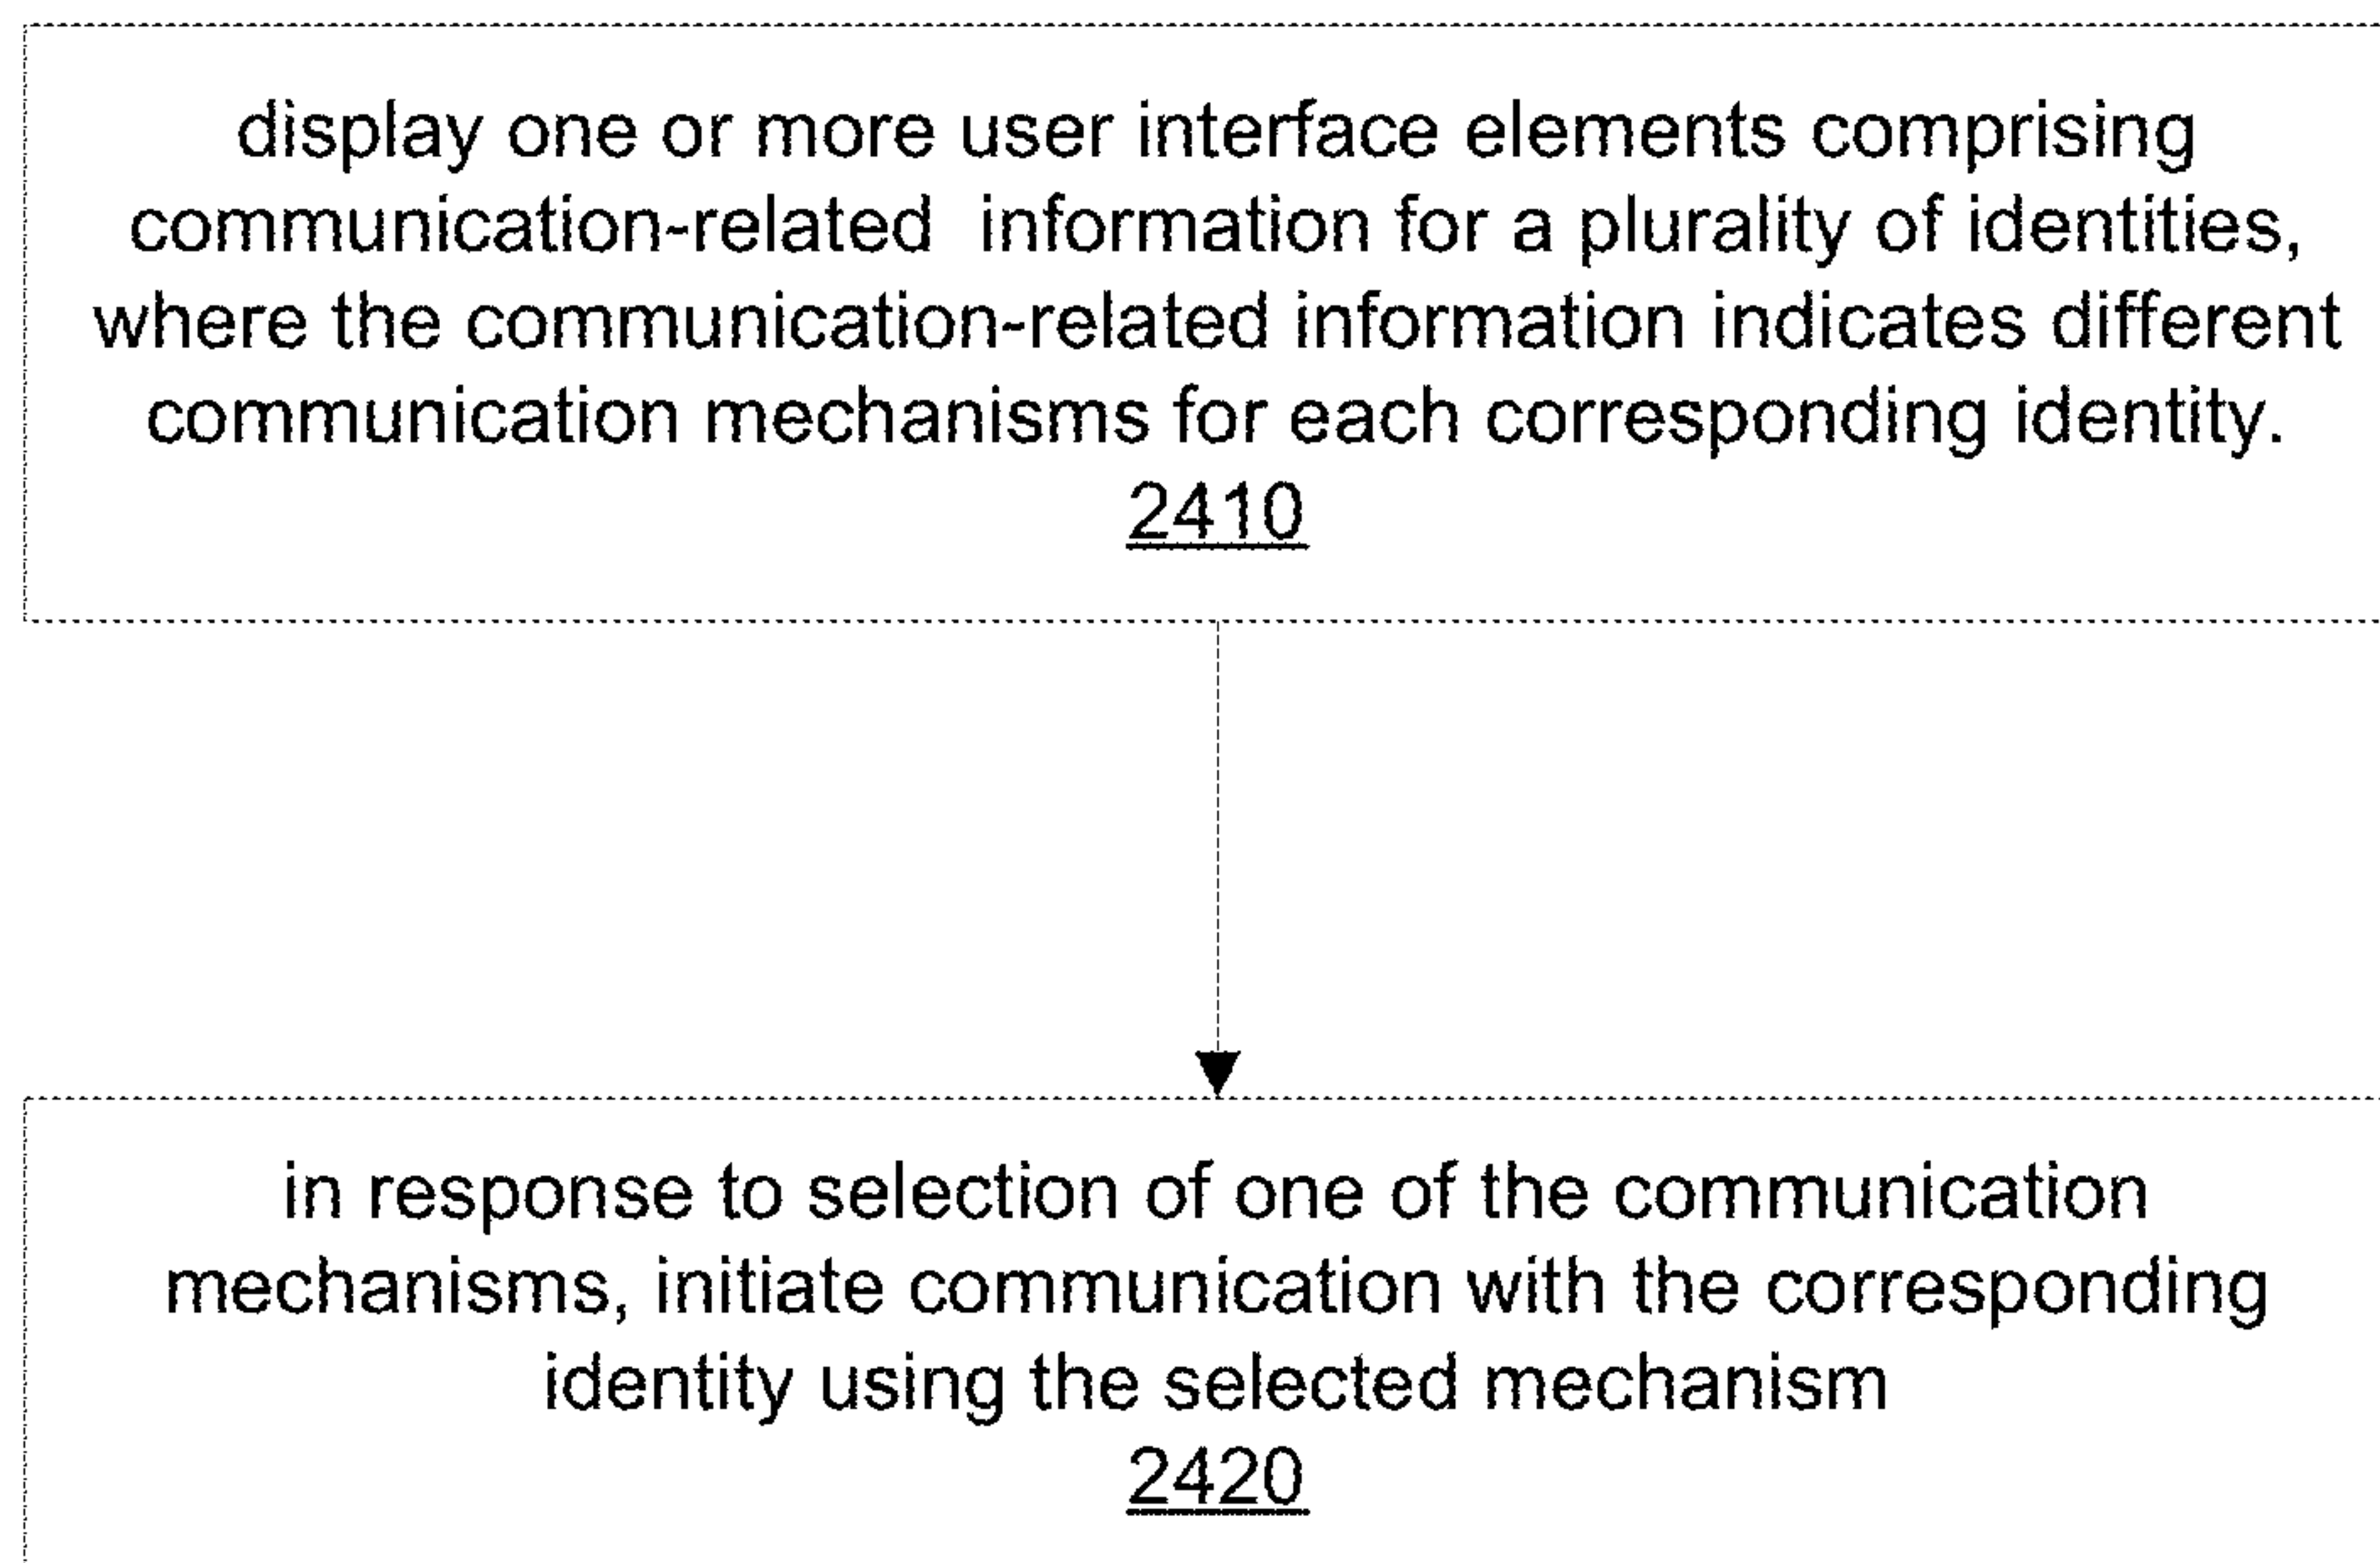 display one or more user interface elements comprising
communication-related  information for a plurality of identities,
where the communication-related information indicates different
communication mechanisms for each corresponding identity.
2410
in response to selection of one of the communication
mechanisms, initiate communication with the corresponding
identity using the selected mechanism
2420